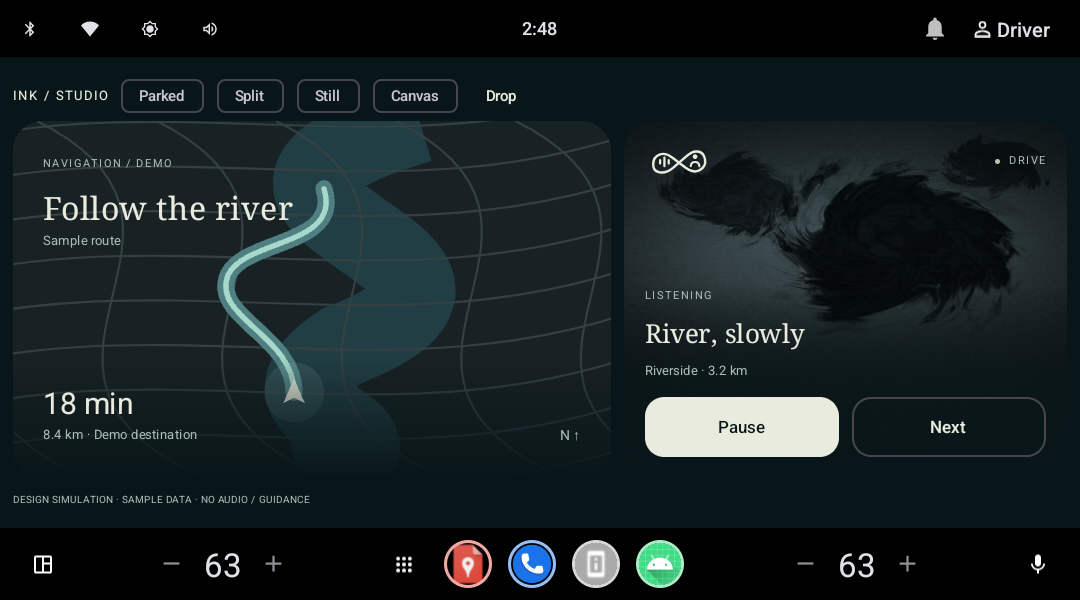 2:48
Driver
INK / STUDIO
Parked
Split
Still
Canvas
Drop
NAVIGATION / DEMO
Follow the river
Sample route
18 min
8.4 km · Demo destination
N ↑
DRIVE
LISTENING
River, slowly
Riverside · 3.2 km
Pause
Next
DESIGN SIMULATION · SAMPLE DATA · NO AUDIO / GUIDANCE
63
63